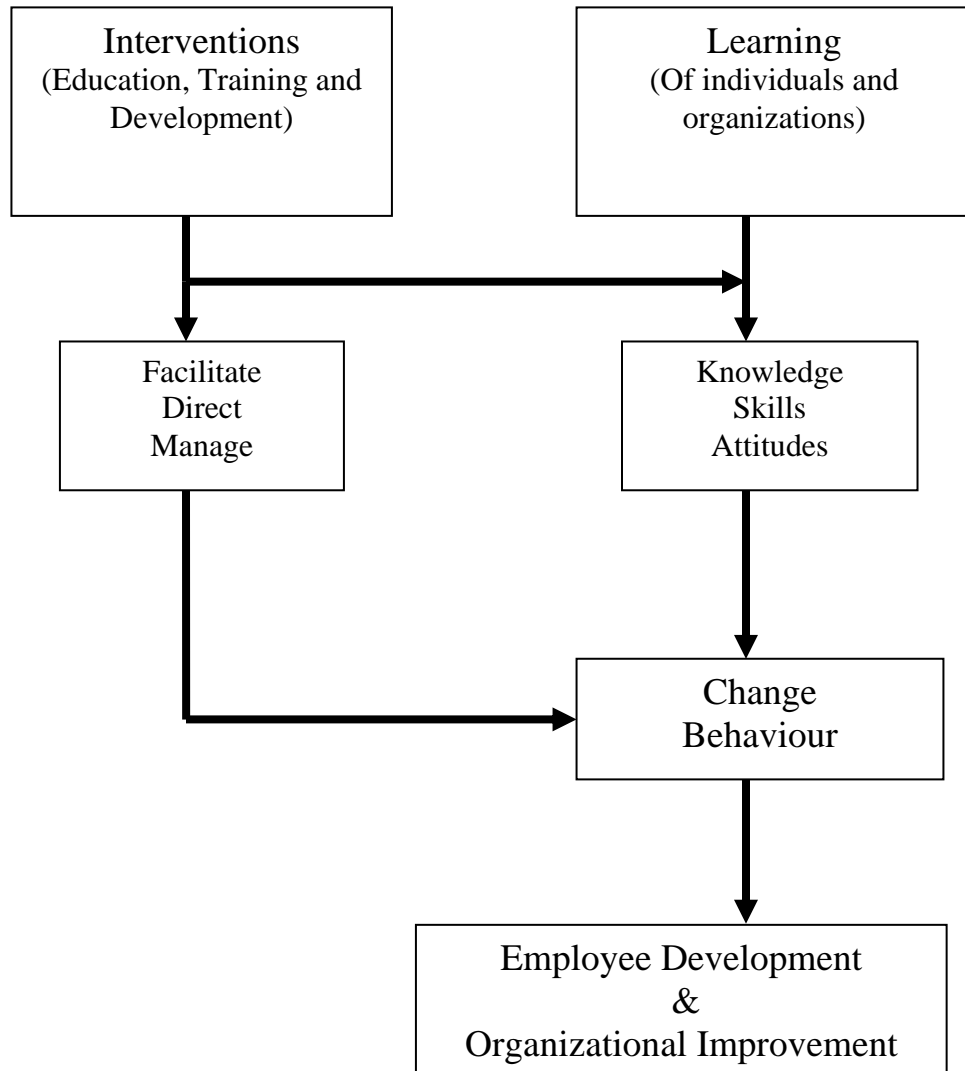 Interventions
(Education, Training and
Development)
Learning
(Of individuals and
organizations)
Facilitate
Direct
Manage
Knowledge
Skills
Attitudes
Change
Behaviour
Employee Development
&
Organizational Improvement